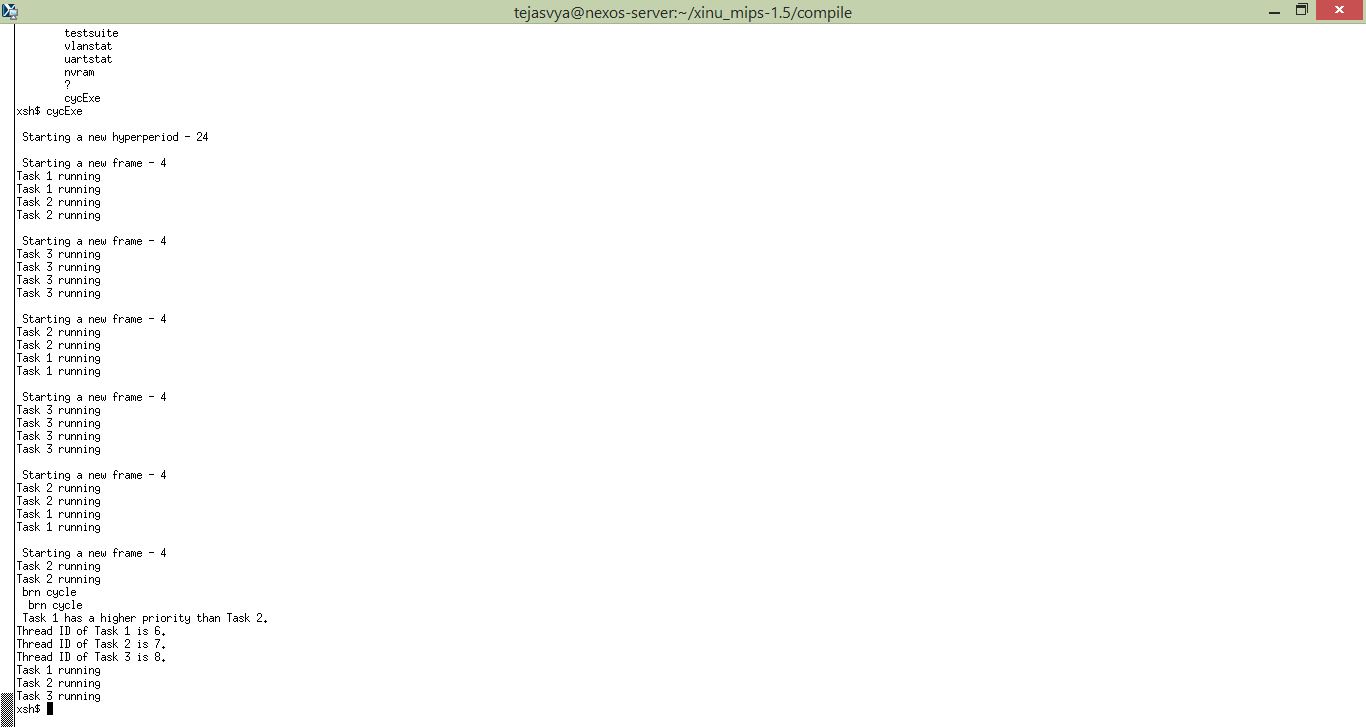 tejasvya@nexos-server:~/xinu_mips-1.5/compile
testsuite
vlanstat
uartstat
nvram
?
cycExe
xsh$ cycExe
Starting a new hyperperiod - 24
Starting a new frame - 4
Task 1 running
Task 1 running
Task 2 running
Task 2 running
Starting a new frame - 4
Task 3 running
Task 3 running
Task 3 running
Task 3 running
Starting a new frame - 4
Task 2 running
Task 2 running
Task 1 running
Task 1 running
Starting a new frame - 4
Task 3 running
Task 3 running
Task 3 running
Task 3 running
Starting a new frame - 4
Task 2 running
Task 2 running
Task 1 running
Task 1 running
Starting a new frame - 4
Task 2 running
Task 2 running
brn cycle
brn cycle
Task 1 has a higher priority than Task 2.
Thread ID of Task 1 is 6.
Thread ID of Task 2 is 7.
Thread ID of Task 3 is 8.
Task 1 running
Task 2 running
Task 3 running
xsh$